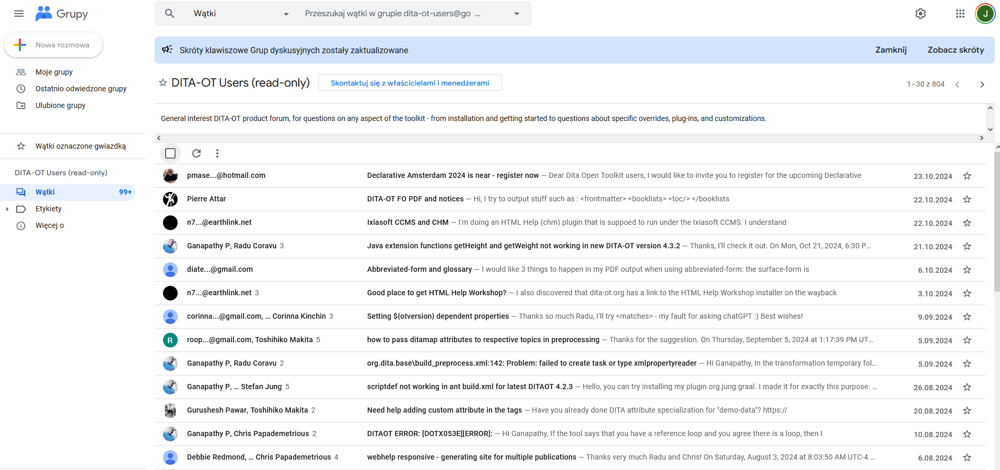 Grupy
Wątki
Przeszukaj wątki w grupie dita-ot-users@go ...
J
Nowa rozmowa
Skróty klawiszowe Grup dyskusyjnych zostały zaktualizowane
Zamknij
Zobacz skróty
Moje grupy
Ostatnio odwiedzone grupy
Ulubione grupy
DITA-OT Users (read-only)
Skontaktuj się z właścicielami i menedżerami
1–30 z 804
General interest DITA-OT product forum, for questions on any aspect of the toolkit - from installation and getting started to questions about specific overrides, plug-ins, and customizations.
Wątki oznaczone gwiazdką
DITA-OT Users (read-only)
Wątki 99+
Etykiety
Więcej o
pmase...@hotmail.com Declarative Amsterdam 2024 is near - register now — Dear Dita Open Toolkit users, I would like to invite you to register for the upcoming Declarative 23.10.2024
Pierre Attar DITA-OT FO PDF and notices — Hi, I try to output stuff such as : <frontmatter> <booklists> <toc/> </booklists 22.10.2024
n7...@earthlink.net Ixiasoft CCMS and CHM — I'm doing an HTML Help (chm) plugin that is suppoed to run under the Ixiasoft CCMS. I understand 22.10.2024
Ganapathy P, Radu Coravu 3 Java extension functions getHeight and getWeight not working in new DITA-OT version 4.3.2 — Thanks, I'll check it out. On Mon, Oct 21, 2024, 6:30 P... 21.10.2024
diate...@gmail.com Abbreviated-form and glossary — I would like 3 things to happen in my PDF output when using abbreviated-form: the surface-form is 6.10.2024
n7...@earthlink.net 3 Good place to get HTML Help Workshop? — I also discovered that dita-ot.org has a link to the HTML Help Workshop installer on the wayback 3.10.2024
corinna...@gmail.com, ... Corinna Kinchin 3 Setting ${otversion} dependent properties — Thanks so much Radu, I'll try <matches> - my fault for asking chatGPT :) Best wishes! 9.09.2024
R roop...@gmail.com, Toshihiko Makita 5 how to pass ditamap attributes to respective topics in preprocessing — Thanks for the suggestion. On Thursday, September 5, 2024 at 1:17:39 PM UT... 5.09.2024
Ganapathy P, Radu Coravu 2 org.dita.base\build_preprocess.xml:142: Problem: failed to create task or type xmlpropertyreader — Hi Ganapathy, In the transformation temporary fol... 5.09.2024
Ganapathy P, ... Stefan Jung 5 scriptdef not working in ant build.xml for latest DITAOT 4.2.3 — Hello, you can try installing my plugin org.jung.graal. I made it for exactly this purpose. ... 26.08.2024
Gurushesh Pawar, Toshihiko Makita 2 Need help adding custom attribute in the tags — Have you already done DITA attribute specialization for "demo-data"? https:// 20.08.2024
Ganapathy P, Chris Papademetrious 2 DITAOT ERROR: [DOTX053E][ERROR]: — Hi Ganapathy, If the tool says that you have a reference loop and you agree there is a loop, then I 10.08.2024
Debbie Redmond, ... Chris Papademetrious 4 webhelp responsive - generating site for multiple publications — Thanks very much Radu and Chris! On Saturday, August 3, 2024 at 8:03:50 AM UTC-4 ... 6.08.2024